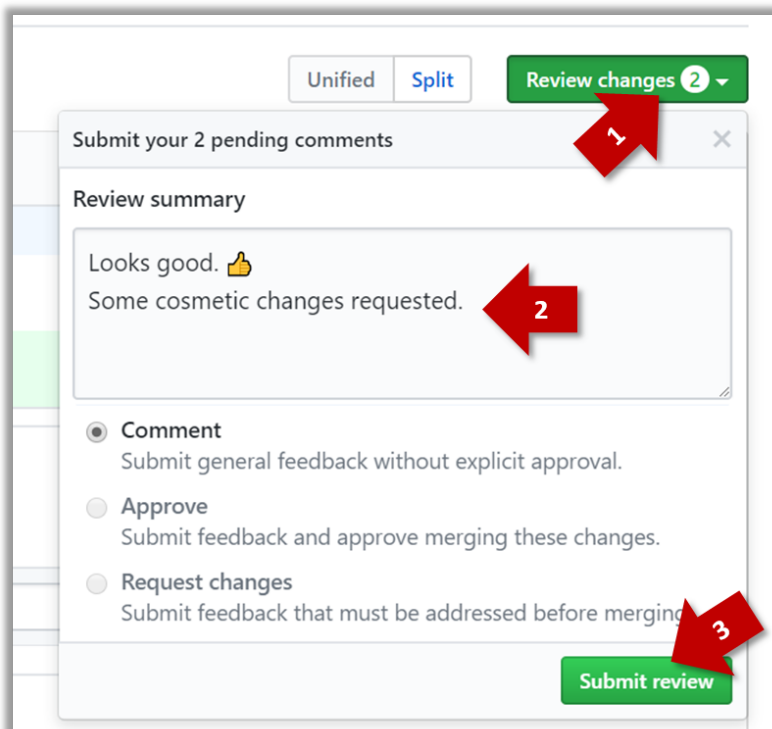 Unified Split Review changes 2
1
Submit your 2 pending comments
Review summary
Looks good. 👍
Some cosmetic changes requested.
2
Comment
Submit general feedback without explicit approval.
Approve
Submit feedback and approve merging these changes.
Request changes
Submit feedback that must be addressed before merging
3
Submit review